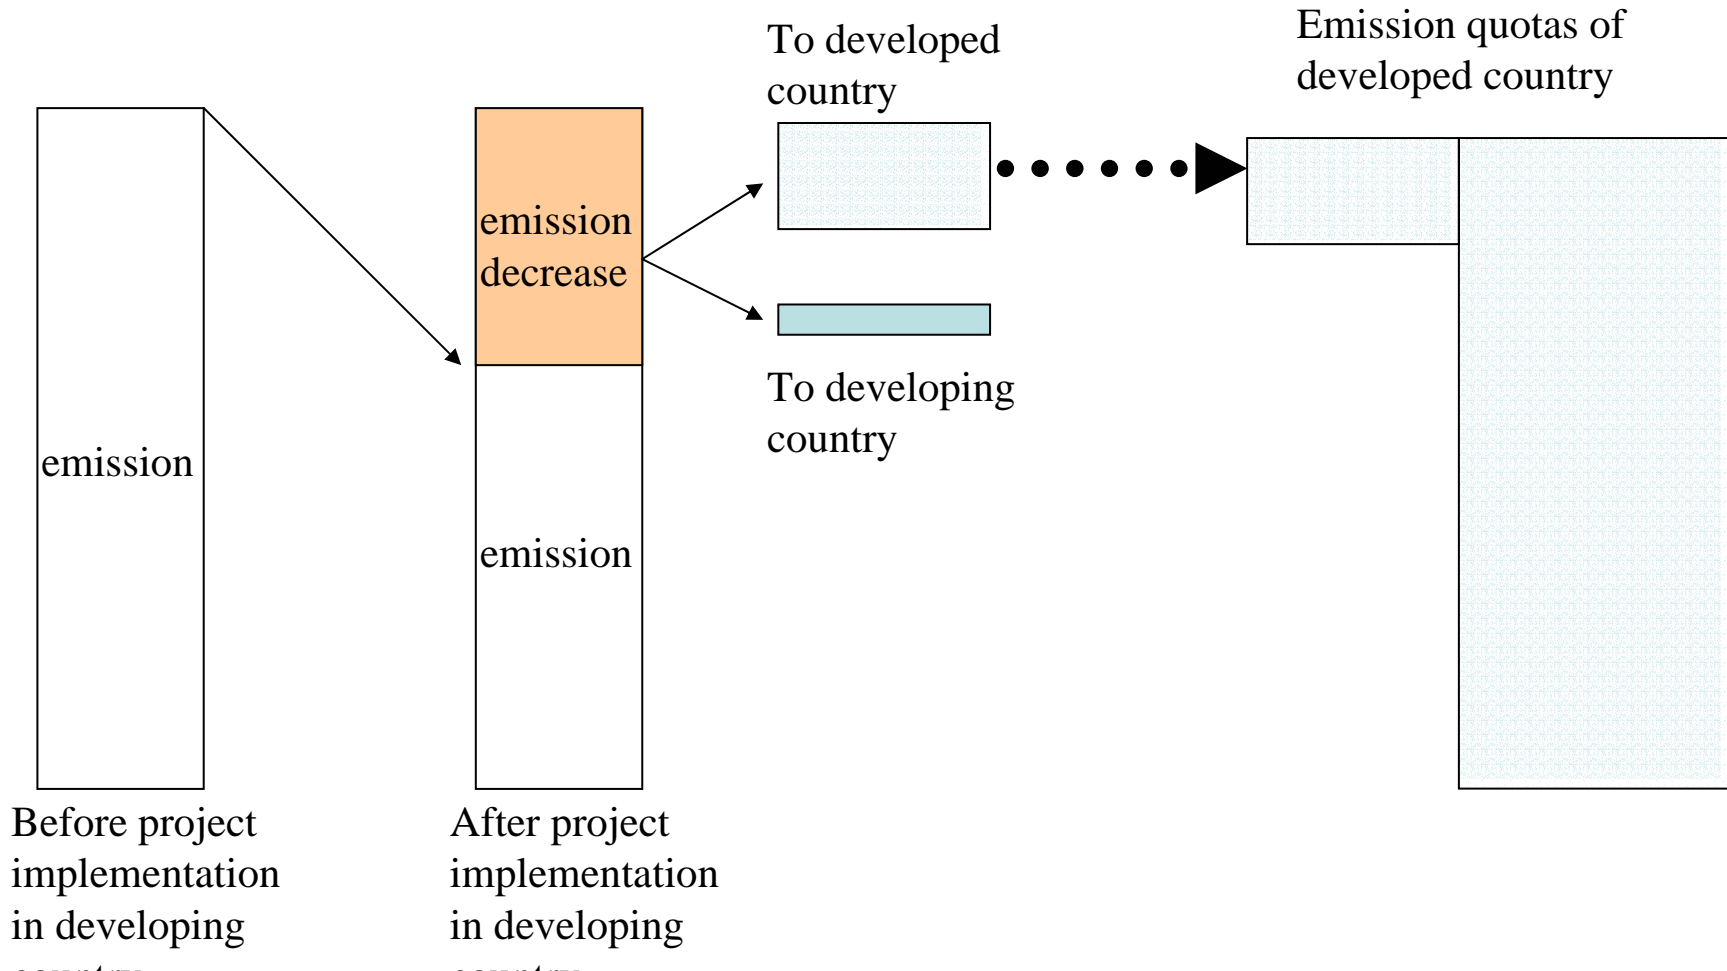 To developed
country
Emission quotas of
developed country
emission
decrease
To developing
country
emission
emission
Before project
implementation
in developing
After project
implementation
in developing